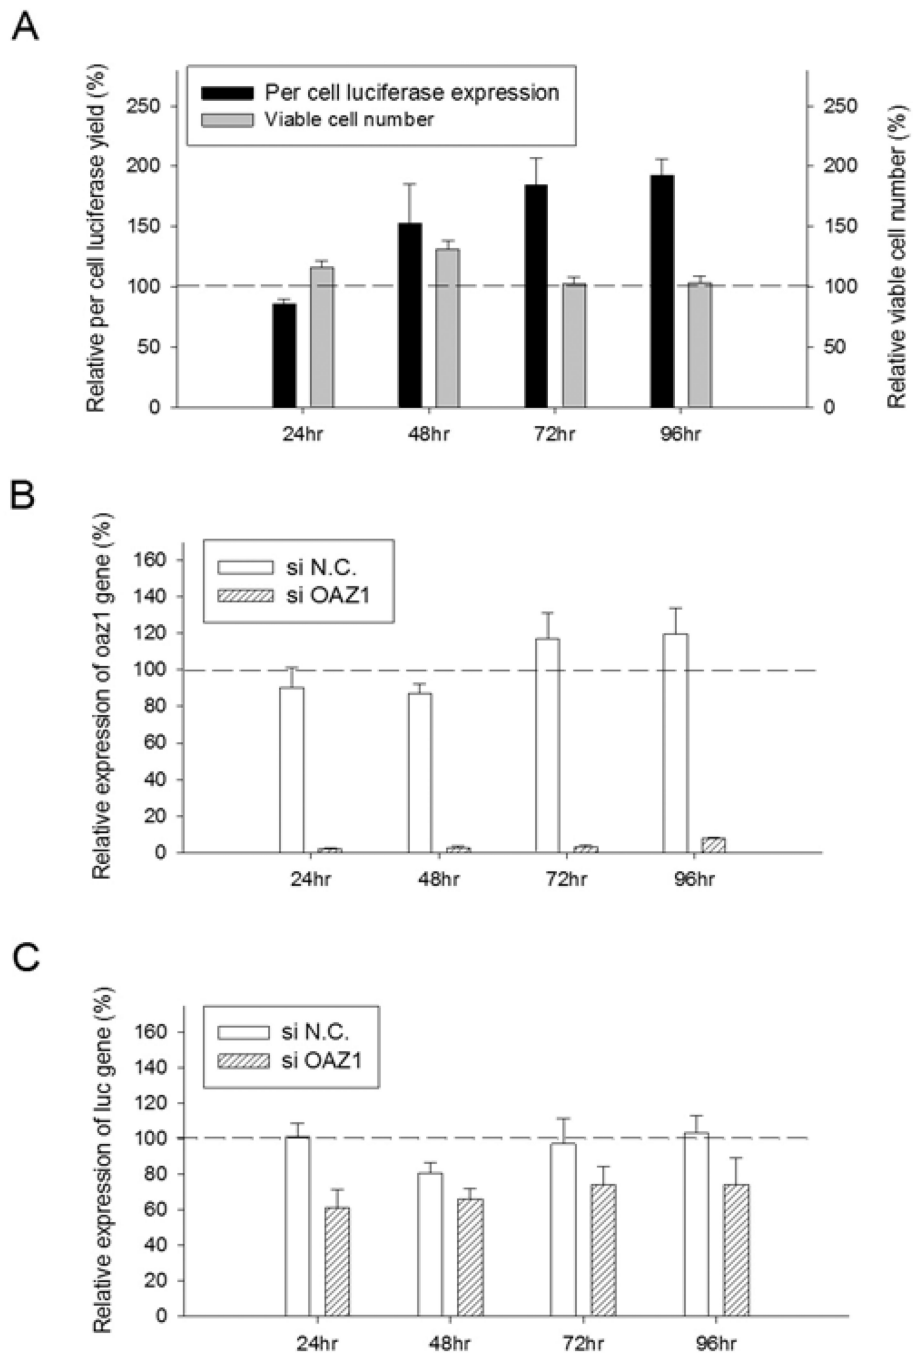 A
Relative per cell luciferase yield (%)
Per cell luciferase expression
Viable cell number
250
200
150
100
50
0
250
200
150
100
50
0
Relative viable cell number (%)
24hr 48hr 72hr 96hr
B
Relative expression of oaz1 gene (%)
si N.C.
si OAZ1
160
140
120
100
80
60
40
20
0
24hr 48hr 72hr 96hr
C
Relative expression of luc gene (%)
si N.C.
si OAZ1
160
140
120
100
80
60
40
20
0
24hr 48hr 72hr 96hr